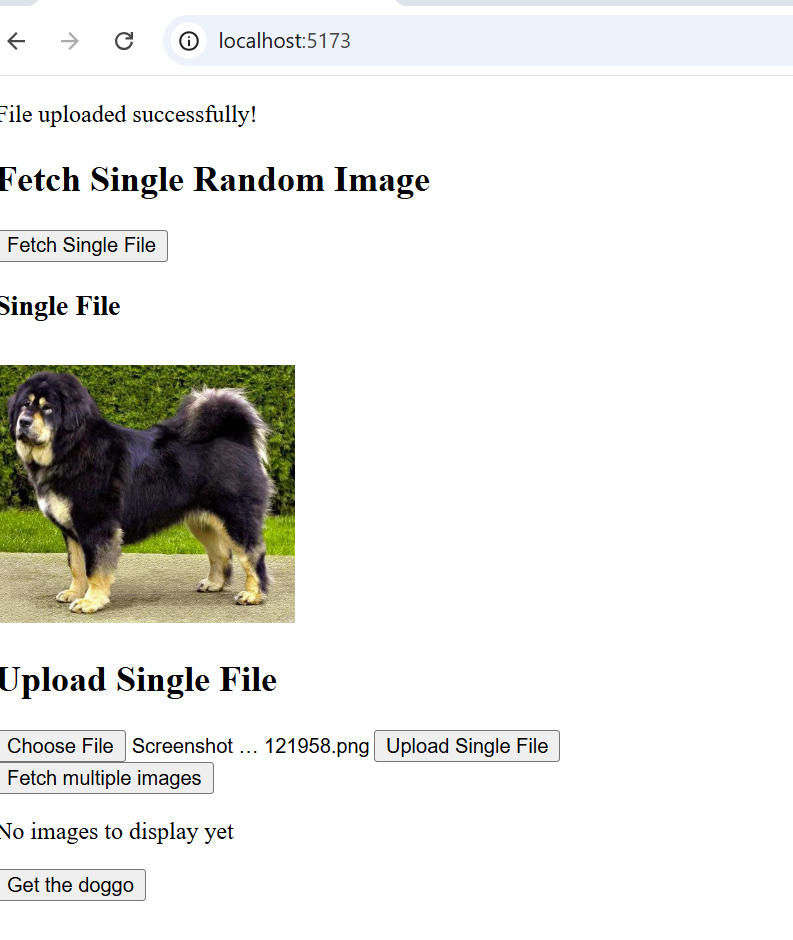 localhost:5173
File uploaded successfully!
Fetch Single Random Image
Fetch Single File
Single File
Upload Single File
Choose File Screenshot … 121958.png Upload Single File
Fetch multiple images
No images to display yet
Get the doggo